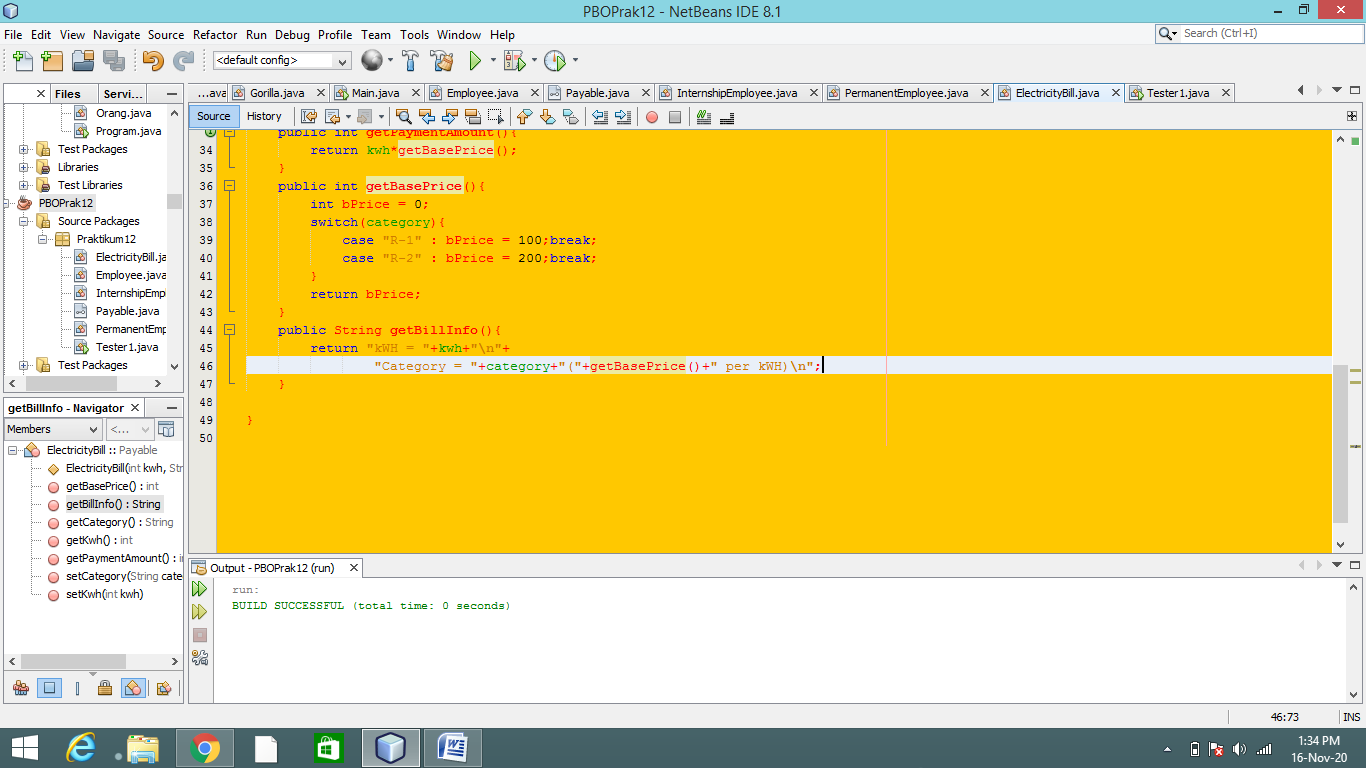 PBOPrak12 - NetBeans IDE 8.1
File Edit View Navigate Source Refactor Run Debug Profile Team Tools Window Help
Search (Ctrl+I)
<default config>
Files Servi...
...ava Gorilla.java Main.java Employee.java Payable.java InternshipEmployee.java PermanentEmployee.java ElectricityBill.java Tester1.java
Source History
Orang.java
Program.java
Test Packages
Libraries
Test Libraries
PBOPrak12
Source Packages
Praktikum12
ElectricityBill.ja
Employee.java
InternshipEmp
Payable.java
PermanentEmp
Tester1.java
Test Packages
public int getPaymentAmount(){
34 return kwh*getBasePrice();
35 }
36 public int getBasePrice(){
37 int bPrice = 0;
38 switch(category){
39 case "R-1" : bPrice = 100;break;
40 case "R-2" : bPrice = 200;break;
41 }
42 return bPrice;
43 }
44 public String getBillInfo(){
45 return "kWH = "+kwh+"\n"+
46 "Category = "+category+"("+getBasePrice()+" per kWH)\n";
47 }
48
49 }
50
getBillInfo - Navigator
Members <...
ElectricityBill :: Payable
ElectricityBill(int kwh, Str
getBasePrice() : int
getBillInfo() : String
getCategory() : String
getKwh() : int
getPaymentAmount() : i
setCategory(String cate
setKwh(int kwh)
Output - PBOPrak12 (run)
run:
BUILD SUCCESSFUL (total time: 0 seconds)
46:73 INS
1:34 PM
16-Nov-20